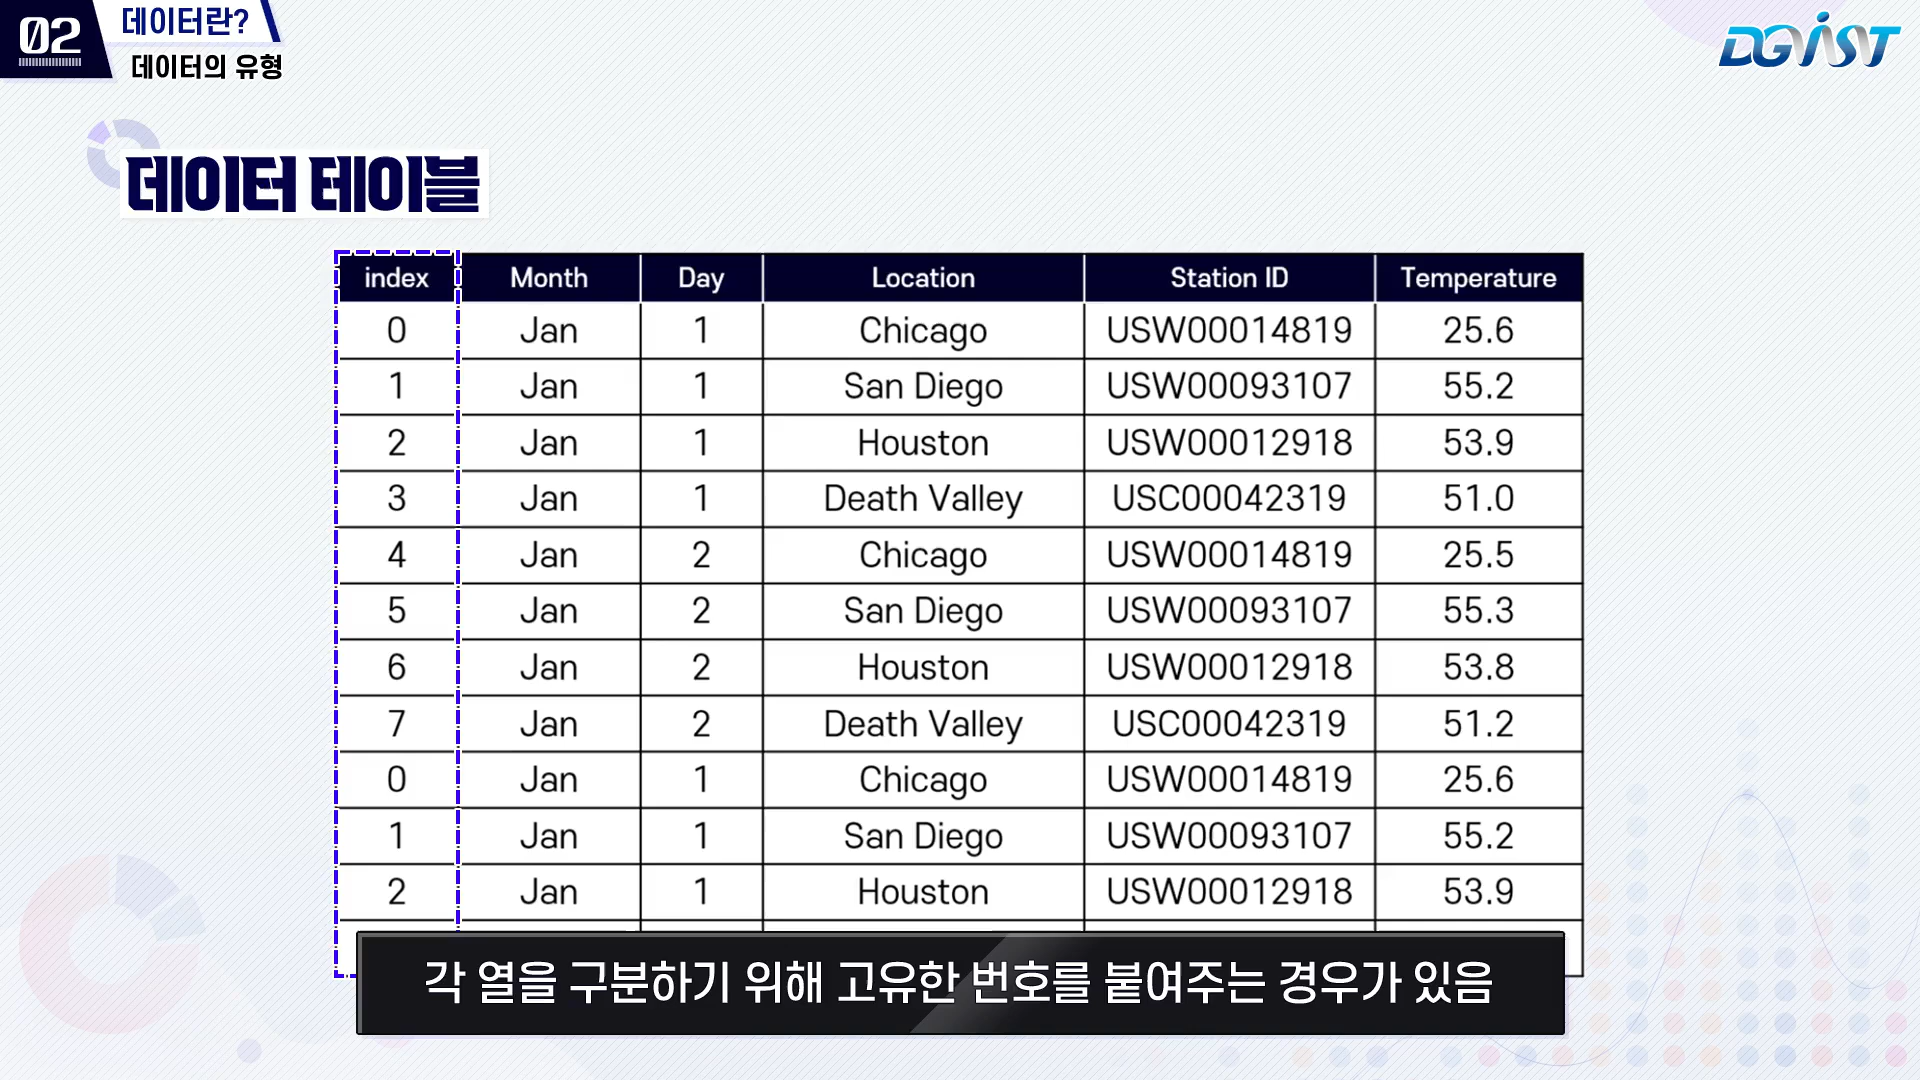 02
데이터란?
데이터의 유형
DGIST
데이터 테이블
index Month Day Location Station ID Temperature
0 Jan 1 Chicago USW00014819 25.6
1 Jan 1 San Diego USW00093107 55.2
2 Jan 1 Houston USW00012918 53.9
3 Jan 1 Death Valley USC00042319 51.0
4 Jan 2 Chicago USW00014819 25.5
5 Jan 2 San Diego USW00093107 55.3
6 Jan 2 Houston USW00012918 53.8
7 Jan 2 Death Valley USC00042319 51.2
0 Jan 1 Chicago USW00014819 25.6
1 Jan 1 San Diego USW00093107 55.2
2 Jan 1 Houston USW00012918 53.9
각 열을 구분하기 위해 고유한 번호를 붙여주는 경우가 있음